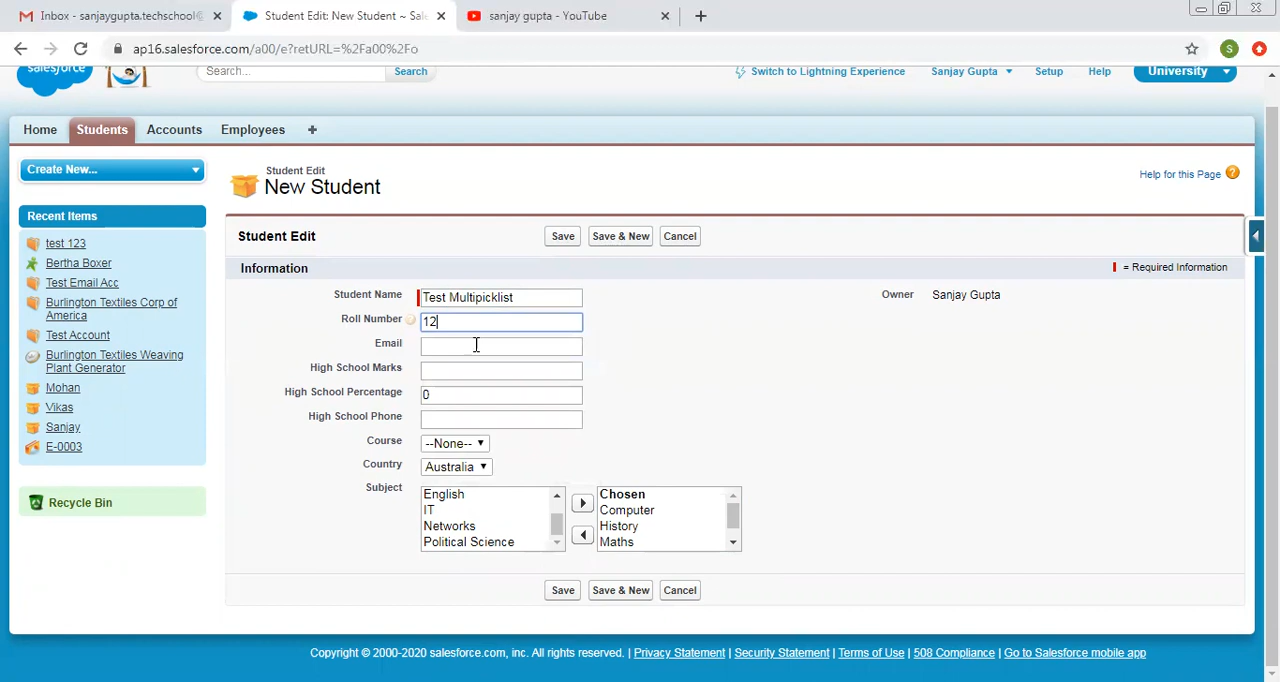 Inbox - sanjaygupta.techschool@
Student Edit: New Student ~ Sale
sanjay gupta - YouTube
ap16.salesforce.com/a00/e?retURL=%2Fa00%2Fo
S
salesforce
Search...
Search
Switch to Lightning Experience
Sanjay Gupta
Setup
Help
University
Home
Students
Accounts
Employees
Create New...
Student Edit
New Student
Help for this Page
Recent Items
test 123
Bertha Boxer
Test Email Acc
Burlington Textiles Corp of
America
Test Account
Burlington Textiles Weaving
Plant Generator
Mohan
Vikas
Sanjay
E-0003
Recycle Bin
Student Edit
Save
Save & New
Cancel
Information
= Required Information
Student Name Test Multipicklist
Owner Sanjay Gupta
Roll Number 12
Email
High School Marks
High School Percentage 0
High School Phone
Course --None--
Country Australia
Subject
English
IT
Networks
Political Science
Chosen
Computer
History
Maths
Save
Save & New
Cancel
Copyright © 2000-2020 salesforce.com, inc. All rights reserved. | Privacy Statement | Security Statement | Terms of Use | 508 Compliance | Go to Salesforce mobile app